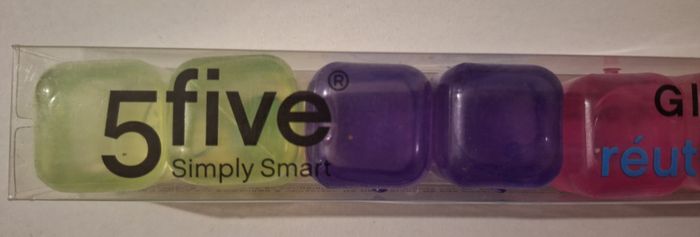 5five®
Simply Smart
Gl
réut